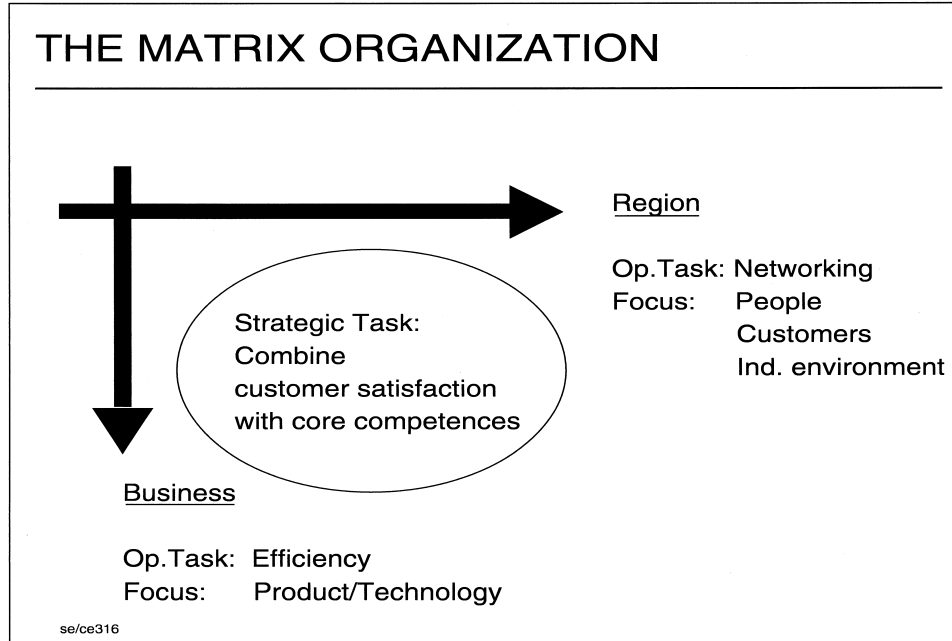 THE MATRIX ORGANIZATION
Region
Op.Task: Networking
Focus: People
Customers
Ind. environment
Strategic Task:
Combine
customer satisfaction
with core competences
Business
Op.Task: Efficiency
Focus: Product/Technology
se/ce316